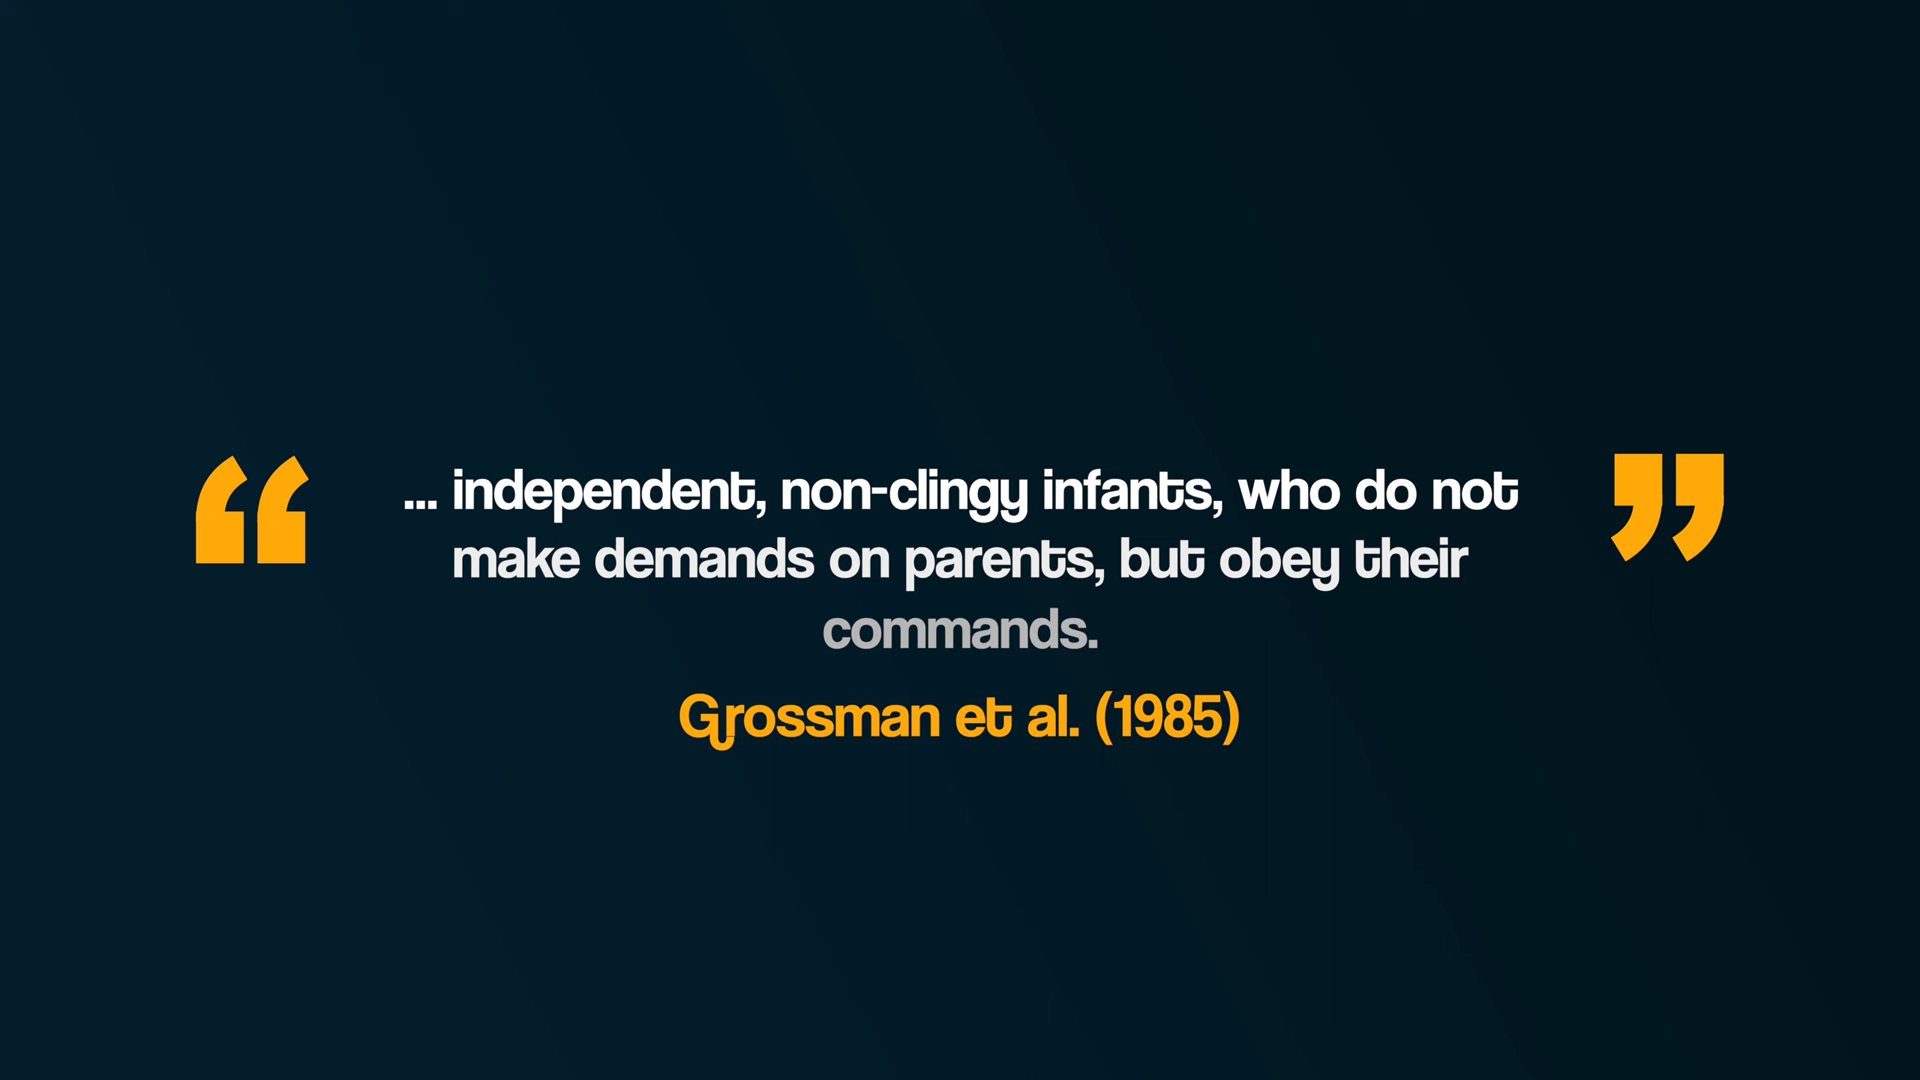 “ ... independent, non-clingy infants, who do not ”
make demands on parents, but obey their
commands.
Grossman et al. (1985)